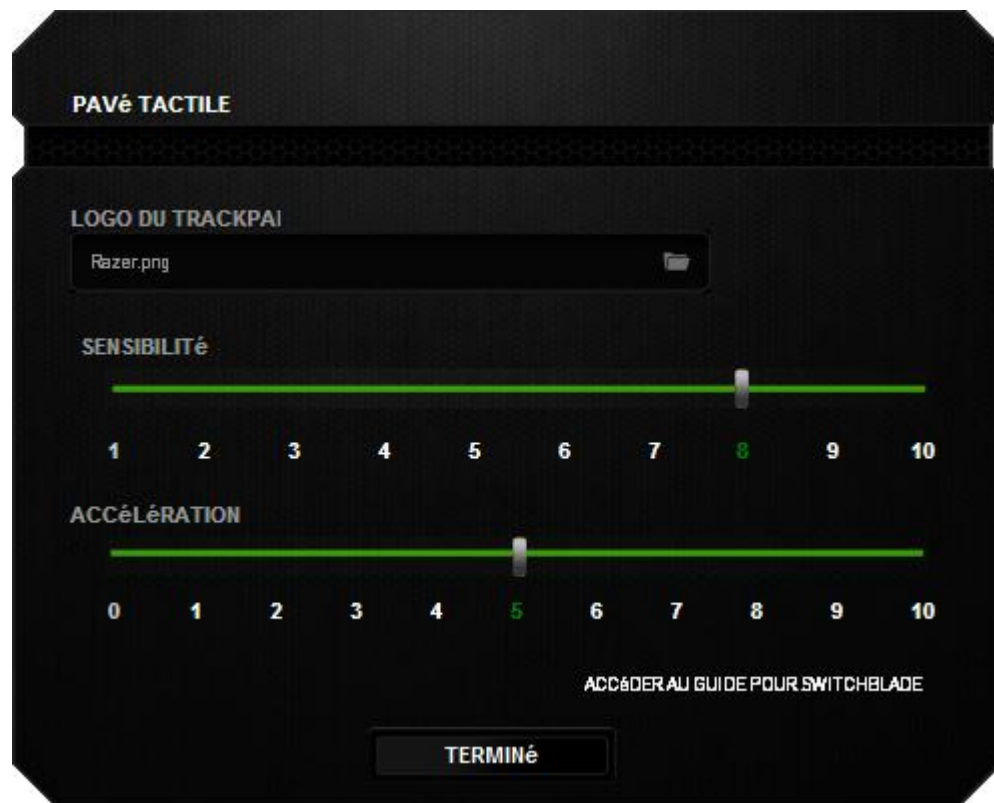 PAVé TACTILE
LOGO DU TRACKPAI
Razer.png
SENSIBILITé
1 2 3 4 5 6 7 8 9 10
ACCéLéRATION
0 1 2 3 4 5 6 7 8 9 10
ACCéDER AU GUIDE POUR SWITCHBLADE
TERMINé